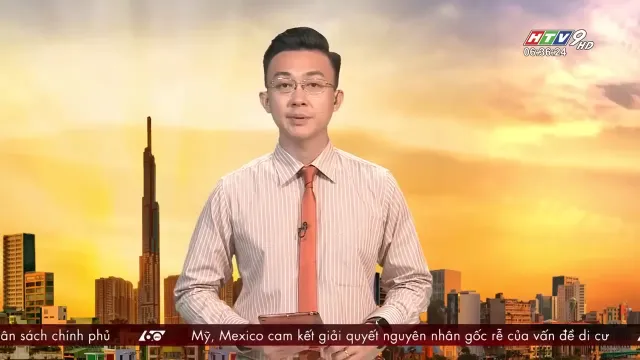 HTV9 HD
06:36:24
ân sách chính phủ
60 Mỹ, Mexico cam kết giải quyết nguyên nhân gốc rễ của vấn đề di cư